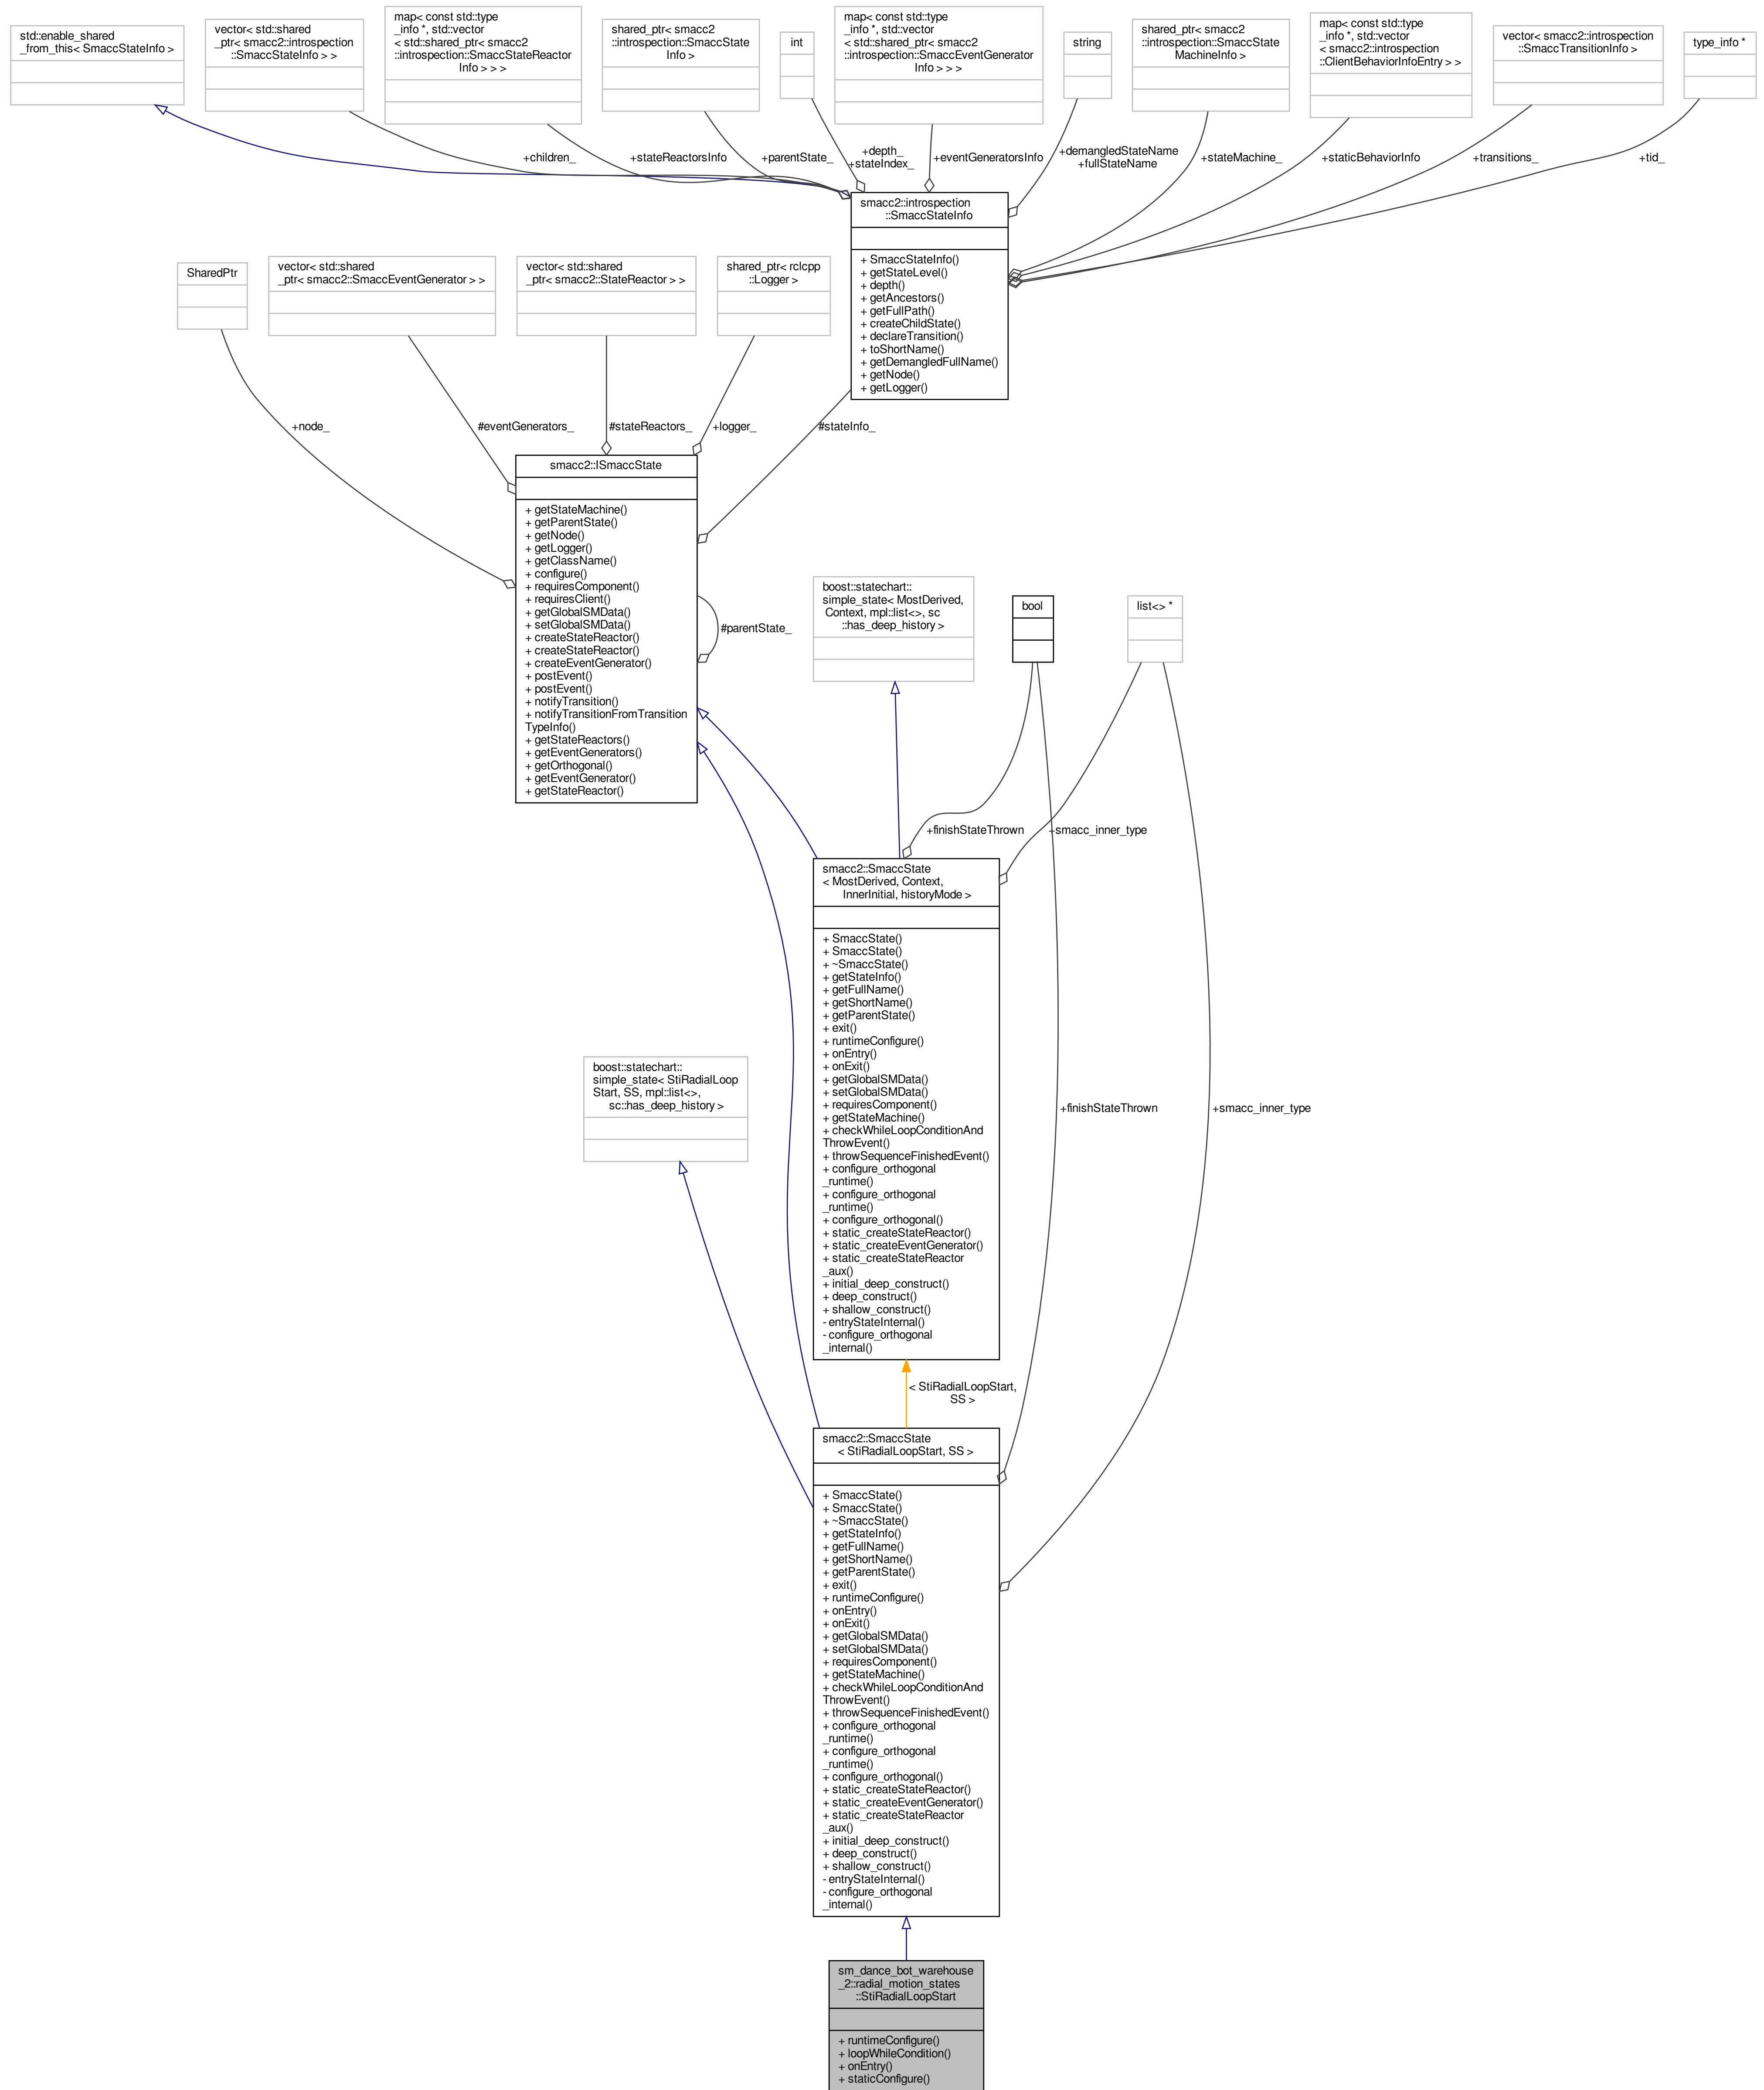 std::enable_shared
_from_this< SmaccStateInfo >
vector< std::shared
_ptr< smacc2::introspection
::SmaccStateInfo > >
map< const std::type
_info *, std::vector
< std::shared_ptr< smacc2
::introspection::SmaccStateReactor
Info > > >
shared_ptr< smacc2
::introspection::SmaccState
Info >
int
map< const std::type
_info *, std::vector
< std::shared_ptr< smacc2
::introspection::SmaccEventGenerator
Info > > >
string
shared_ptr< smacc2
::introspection::SmaccState
MachineInfo >
map< const std::type
_info *, std::vector
< smacc2::introspection
::ClientBehaviorInfoEntry > >
vector< smacc2::introspection
::SmaccTransitionInfo >
type_info *
+children_
+stateReactorsInfo
+parentState_
+depth_
+stateIndex_
+eventGeneratorsInfo
+demangledStateName
+fullStateName
+stateMachine_
+staticBehaviorInfo
+transitions_
+tid_
smacc2::introspection
::SmaccStateInfo
+ SmaccStateInfo()
+ getStateLevel()
+ depth()
+ getAncestors()
+ getFullPath()
+ createChildState()
+ declareTransition()
+ toShortName()
+ getDemangledFullName()
+ getNode()
+ getLogger()
SharedPtr
vector< std::shared
_ptr< smacc2::SmaccEventGenerator > >
vector< std::shared
_ptr< smacc2::StateReactor > >
shared_ptr< rclcpp
::Logger >
+node_
#eventGenerators_
#stateReactors_
+logger_
#stateInfo_
smacc2::ISmaccState
+ getStateMachine()
+ getParentState()
+ getNode()
+ getLogger()
+ getClassName()
+ configure()
+ requiresComponent()
+ requiresClient()
+ getGlobalSMData()
+ setGlobalSMData()
+ createStateReactor()
+ createStateReactor()
+ createEventGenerator()
+ postEvent()
+ postEvent()
+ notifyTransition()
+ notifyTransitionFromTransition
TypeInfo()
+ getStateReactors()
+ getEventGenerators()
+ getOrthogonal()
+ getEventGenerator()
+ getStateReactor()
#parentState_
boost::statechart::
simple_state< MostDerived,
Context, mpl::list<>, sc
::has_deep_history >
bool
list<> *
+finishStateThrown
+smacc_inner_type
smacc2::SmaccState
< MostDerived, Context,
InnerInitial, historyMode >
+ SmaccState()
+ SmaccState()
+ ~SmaccState()
+ getStateInfo()
+ getFullName()
+ getShortName()
+ getParentState()
+ exit()
+ runtimeConfigure()
+ onEntry()
+ onExit()
+ getGlobalSMData()
+ setGlobalSMData()
+ requiresComponent()
+ getStateMachine()
+ checkWhileLoopConditionAnd
ThrowEvent()
+ throwSequenceFinishedEvent()
+ configure_orthogonal
_runtime()
+ configure_orthogonal
_runtime()
+ configure_orthogonal()
+ static_createStateReactor()
+ static_createEventGenerator()
+ static_createStateReactor
_aux()
+ initial_deep_construct()
+ deep_construct()
+ shallow_construct()
- entryStateInternal()
- configure_orthogonal
_internal()
boost::statechart::
simple_state< StiRadialLoop
Start, SS, mpl::list<>,
sc::has_deep_history >
+finishStateThrown
+smacc_inner_type
< StiRadialLoopStart,
SS >
smacc2::SmaccState
< StiRadialLoopStart, SS >
+ SmaccState()
+ SmaccState()
+ ~SmaccState()
+ getStateInfo()
+ getFullName()
+ getShortName()
+ getParentState()
+ exit()
+ runtimeConfigure()
+ onEntry()
+ onExit()
+ getGlobalSMData()
+ setGlobalSMData()
+ requiresComponent()
+ getStateMachine()
+ checkWhileLoopConditionAnd
ThrowEvent()
+ throwSequenceFinishedEvent()
+ configure_orthogonal
_runtime()
+ configure_orthogonal
_runtime()
+ configure_orthogonal()
+ static_createStateReactor()
+ static_createEventGenerator()
+ static_createStateReactor
_aux()
+ initial_deep_construct()
+ deep_construct()
+ shallow_construct()
- entryStateInternal()
- configure_orthogonal
_internal()
sm_dance_bot_warehouse
_2::radial_motion_states
::StiRadialLoopStart
+ runtimeConfigure()
+ loopWhileCondition()
+ onEntry()
+ staticConfigure()